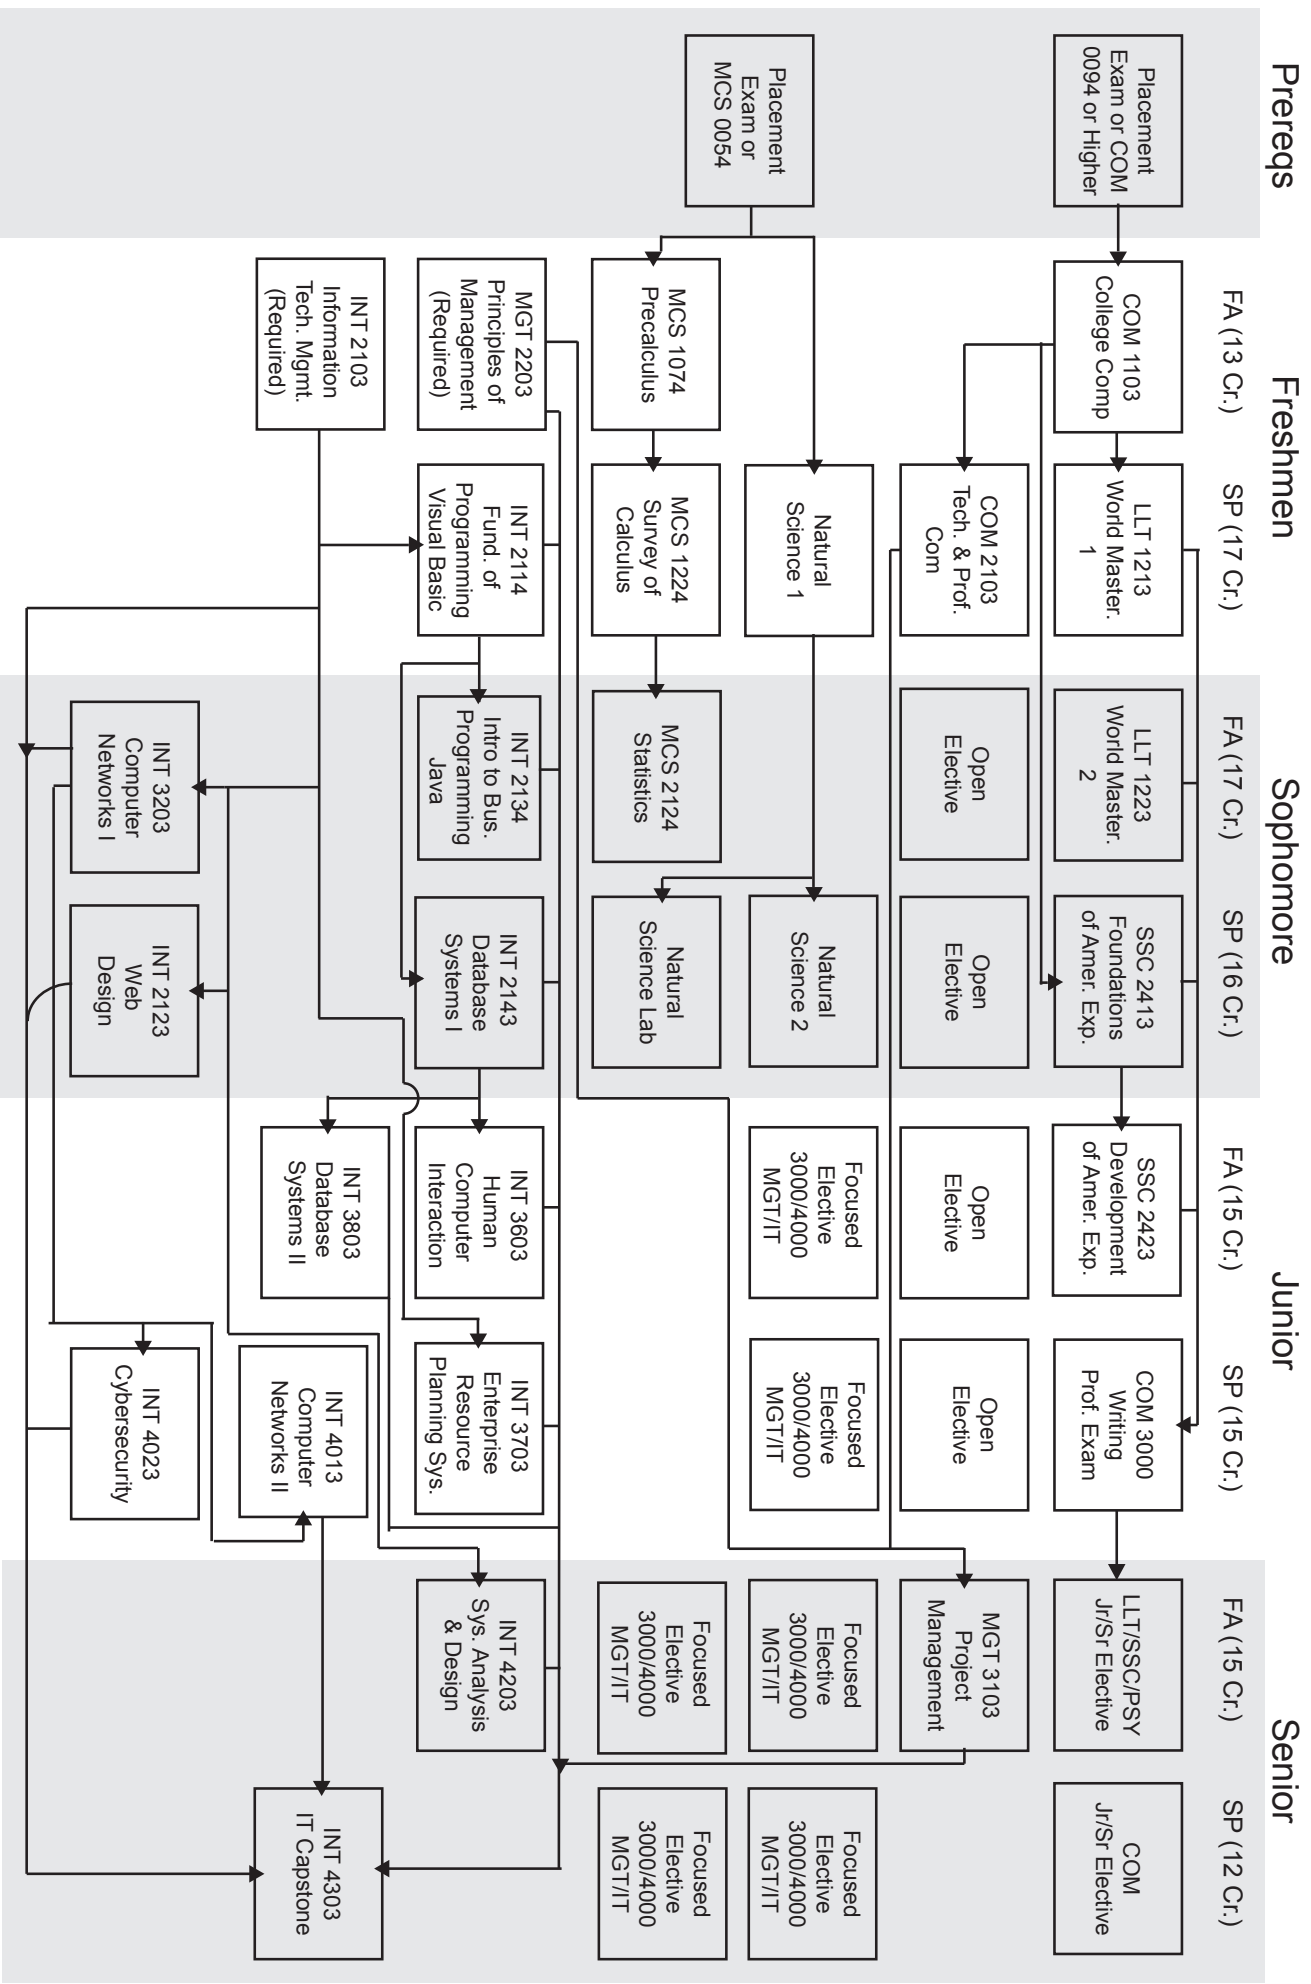 Prereqs
Freshmen
Sophomore
Junior
Senior
FA (13 Cr.)
SP (17 Cr.)
FA (17 Cr.)
SP (16 Cr.)
FA (15 Cr.)
SP (15 Cr.)
FA (15 Cr.)
SP (12 Cr.)
Placement
Exam or COM
0094 or Higher
COM 1103
College Comp
LLT 1213
World Master.
1
LLT 1223
World Master.
2
SSC 2413
Foundations
of Amer. Exp.
SSC 2423
Development
of Amer. Exp.
COM 3000
Writing
Prof. Exam
LLT/SSC/PSY
Jr/Sr Elective
COM
Jr/Sr Elective
COM 2103
Tech. & Prof.
Com
Open
Elective
Open
Elective
Open
Elective
Open
Elective
MGT 3103
Project
Management
Placement
Exam or
MCS 0054
Natural
Science 1
Natural
Science 2
Focused
Elective
3000/4000
MGT/IT
Focused
Elective
3000/4000
MGT/IT
Focused
Elective
3000/4000
MGT/IT
Focused
Elective
3000/4000
MGT/IT
MCS 1074
Precalculus
MCS 1224
Survey of
Calculus
MCS 2124
Statistics
Natural
Science Lab
Focused
Elective
3000/4000
MGT/IT
Focused
Elective
3000/4000
MGT/IT
MGT 2203
Principles of
Management
(Required)
INT 2114
Fund. of
Programming
Visual Basic
INT 2134
Intro to Bus.
Programming
Java
INT 2143
Database
Systems I
INT 3603
Human
Computer
Interaction
INT 3703
Enterprise
Resource
Planning Sys.
INT 4203
Sys. Analysis
& Design
INT 2103
Information
Tech. Mgmt.
(Required)
INT 3803
Database
Systems II
INT 4013
Computer
Networks II
INT 4303
IT Capstone
INT 3203
Computer
Networks I
INT 2123
Web
Design
INT 4023
Cybersecurity